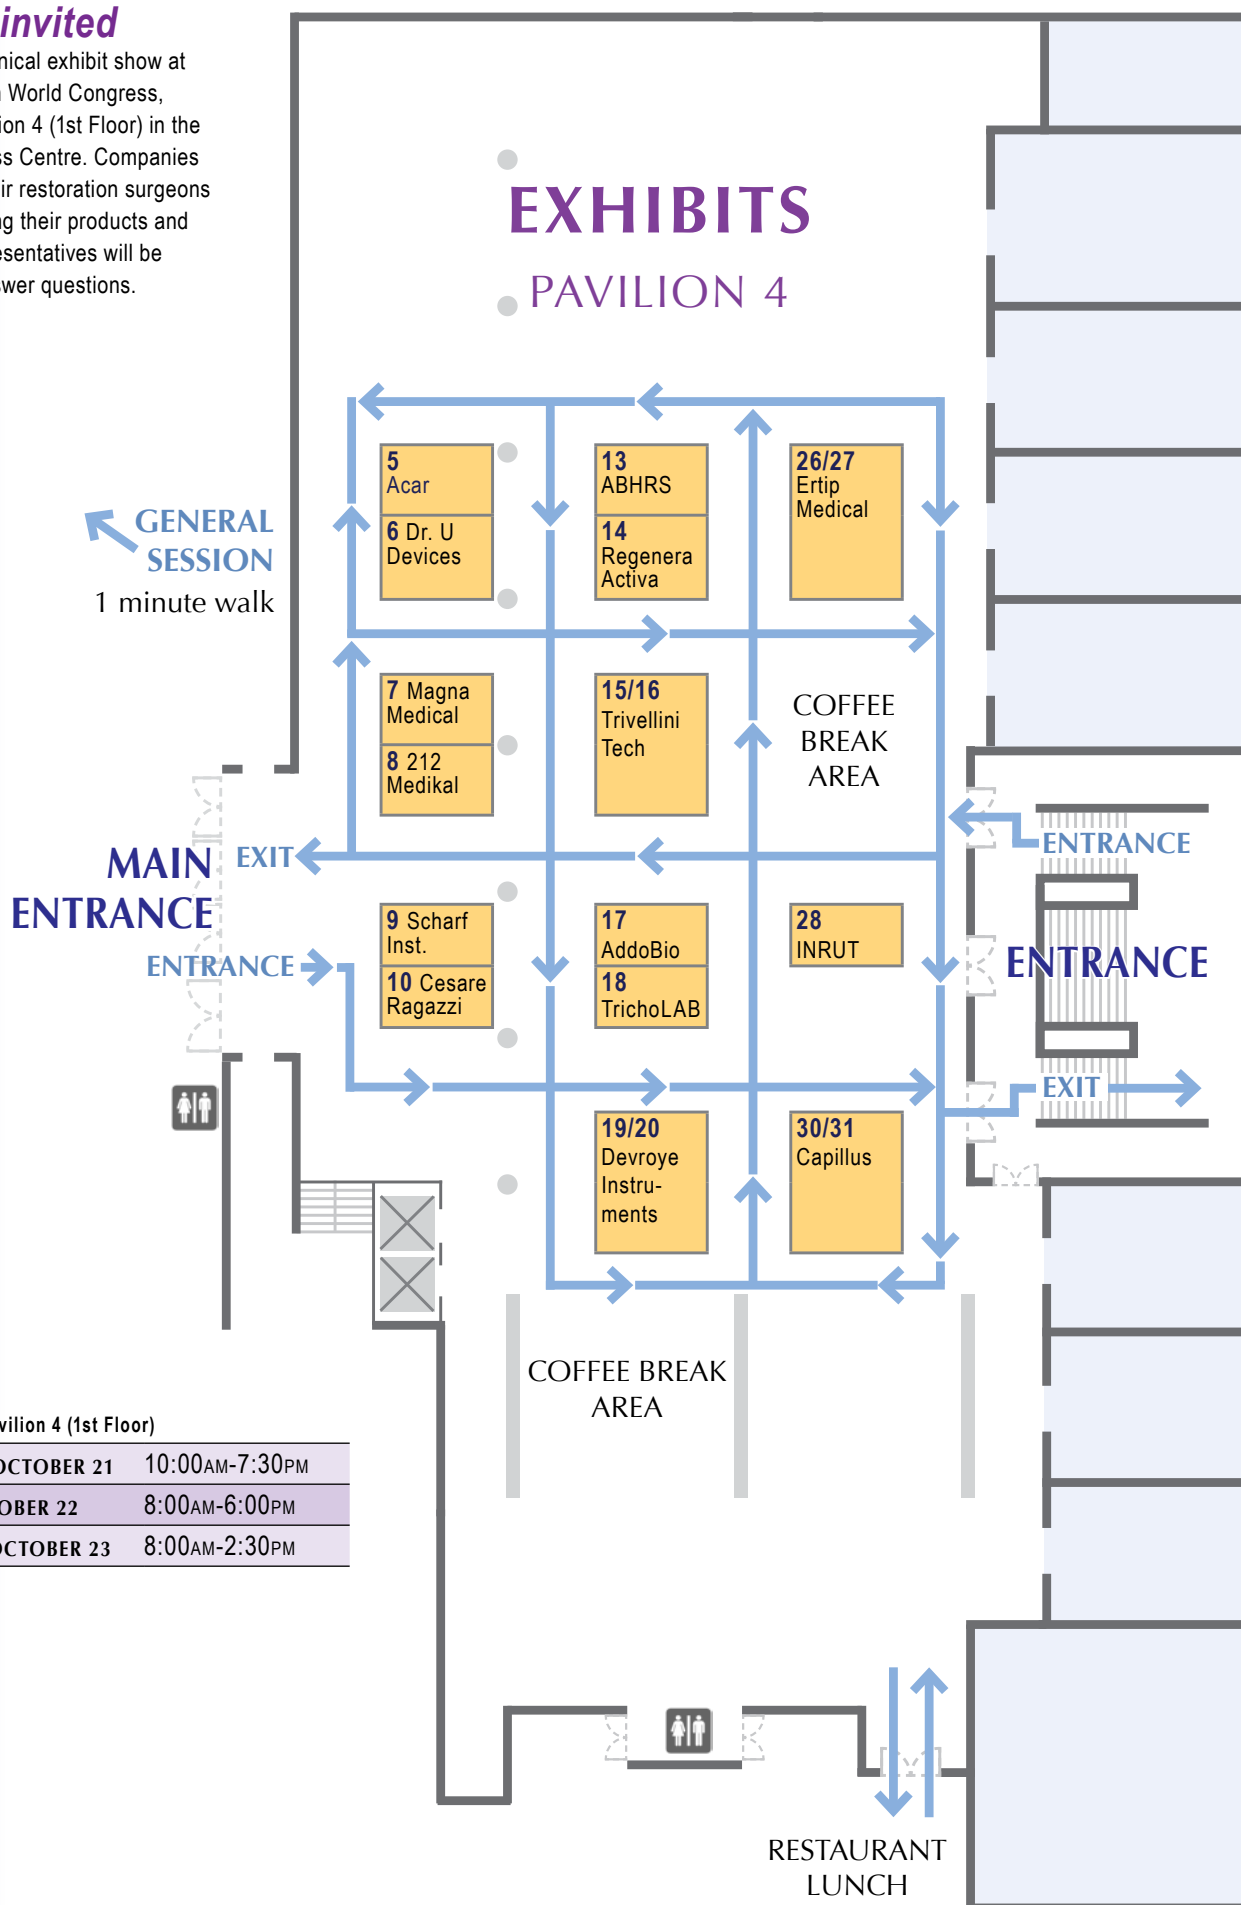 invited
nical exhibit show at
World Congress,
ion 4 (1st Floor) in the
ss Centre. Companies
ir restoration surgeons
ng their products and
esentatives will be
swer questions.
EXHIBITS
PAVILION 4
5
Acar
6 Dr. U
Devices
13
ABHRS
14
Regenera
Activa
26/27
Ertip
Medical
GENERAL
SESSION
1 minute walk
7 Magna
Medical
8 212
Medikal
15/16
Trivellini
Tech
COFFEE
BREAK
AREA
MAIN
ENTRANCE
EXIT
ENTRANCE
ENTRANCE
ENTRANCE
EXIT
9 Scharf
Inst.
10 Cesare
Ragazzi
17
AddoBio
18
TrichoLAB
28
INRUT
19/20
Devroye
Instru-
ments
30/31
Capillus
COFFEE BREAK
AREA
vilion 4 (1st Floor)
OCTOBER 21 10:00AM-7:30PM
OBER 22 8:00AM-6:00PM
OCTOBER 23 8:00AM-2:30PM
RESTAURANT
LUNCH